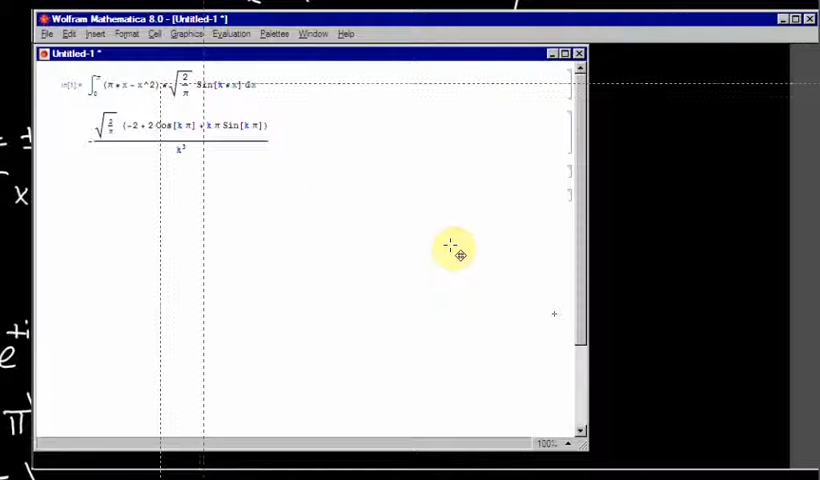 Wolfram Mathematica 8.0 - [Untitled-1 *]
File Edit Insert Format Cell Graphics Evaluation Palettes Window Help
Untitled-1 *
In[1]:= ∫₀^π (π*x - x^2) * √(2/π) Sin[k*x] dx
-(√(2/π) (-2 + 2 Cos[k π] + k π Sin[k π]))/k³
= ±
x
e^±i
π
100%